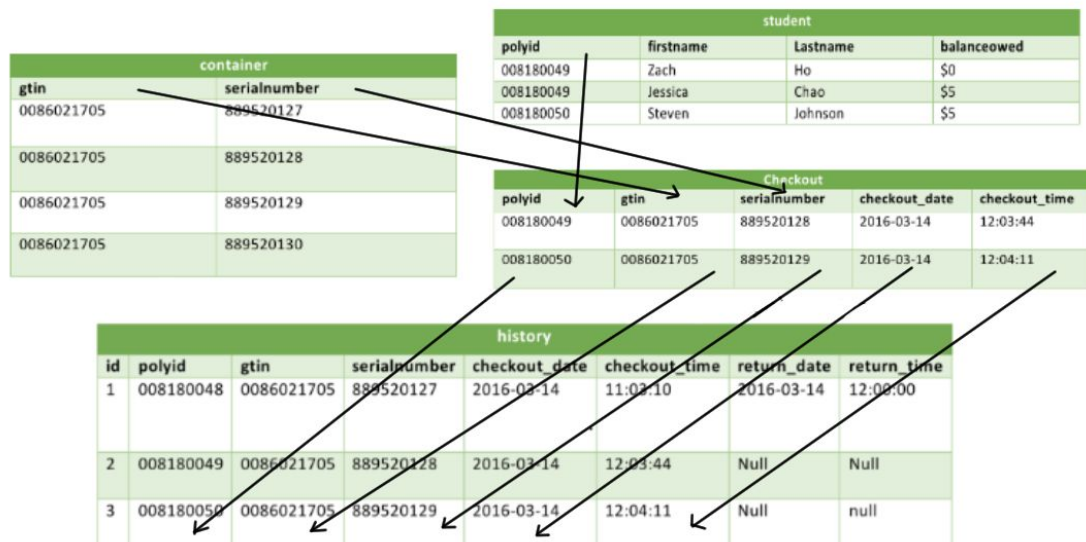 container
gtin serialnumber
0086021705 889520127
0086021705 889520128
0086021705 889520129
0086021705 889520130
student
polyid firstname Lastname balanceowed
008180049 Zach Ho $0
008180049 Jessica Chao $5
008180050 Steven Johnson $5
Checkout
polyid gtin serialnumber checkout_date checkout_time
008180049 0086021705 889520128 2016-03-14 12:03:44
008180050 0086021705 889520129 2016-03-14 12:04:11
history
id polyid gtin serialnumber checkout_date checkout_time return_date return_time
1 008180048 0086021705 889520127 2016-03-14 11:03:10 2016-03-14 12:00:00
2 008180049 0086021705 889520128 2016-03-14 12:03:44 Null Null
3 008180050 0086021705 889520129 2016-03-14 12:04:11 Null null